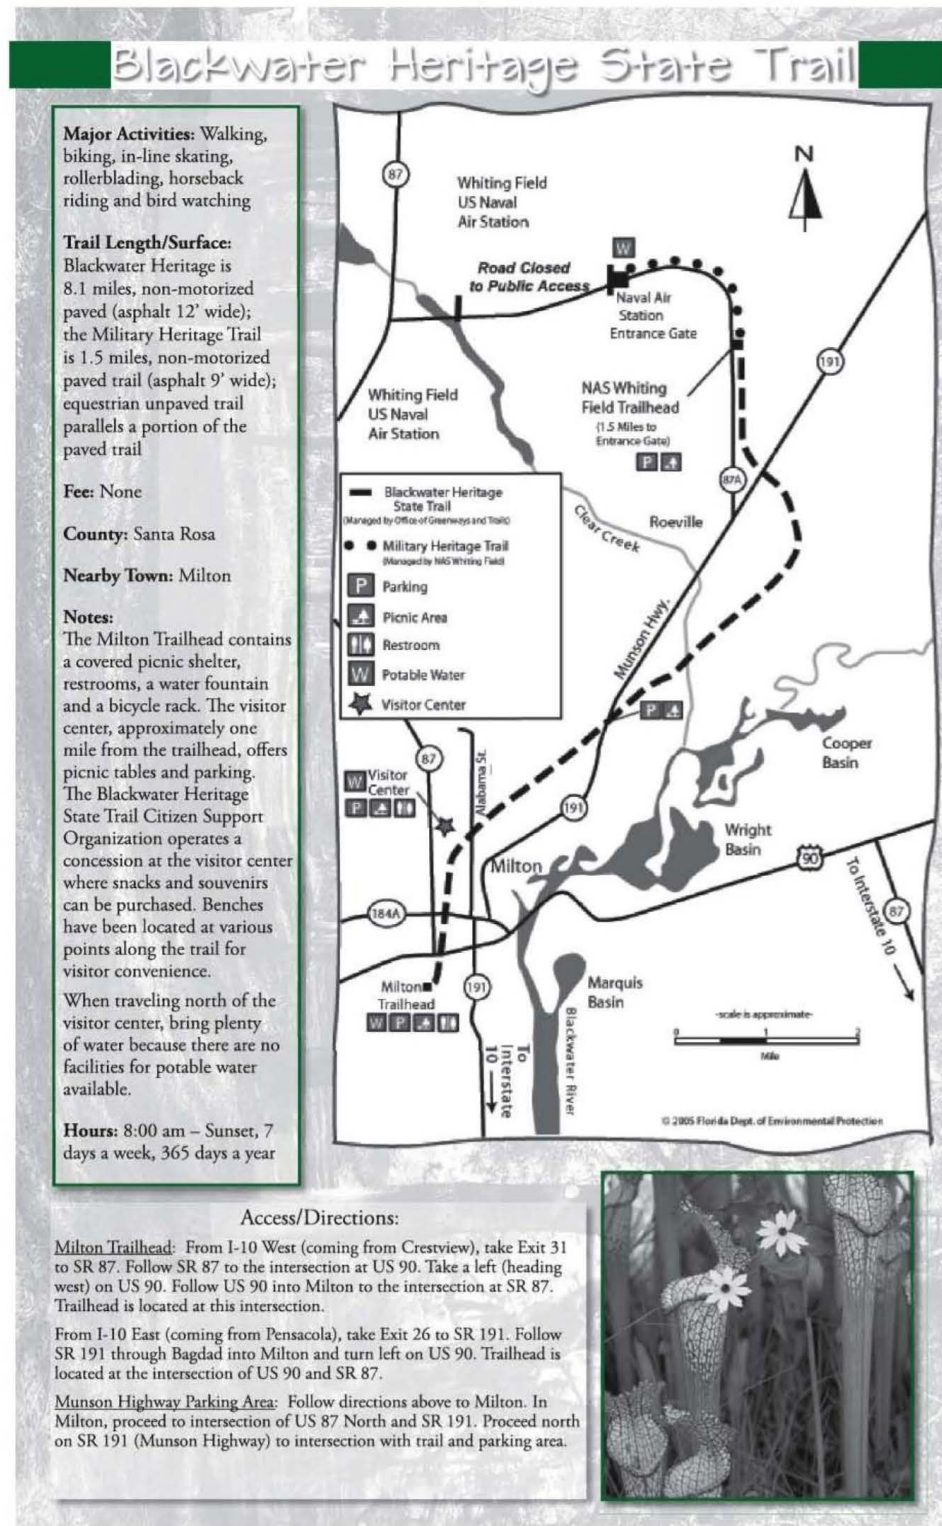 Blackwater Heritage State Trail
Major Activities: Walking,
biking, in-line skating,
rollerblading, horseback
riding and bird watching
Trail Length/Surface:
Blackwater Heritage is
8.1 miles, non-motorized
paved (asphalt 12' wide);
the Military Heritage Trail
is 1.5 miles, non-motorized
paved trail (asphalt 9' wide);
equestrian unpaved trail
parallels a portion of the
paved trail
Fee: None
County: Santa Rosa
Nearby Town: Milton
Notes:
The Milton Trailhead contains
a covered picnic shelter,
restrooms, a water fountain
and a bicycle rack. The visitor
center, approximately one
mile from the trailhead, offers
picnic tables and parking.
The Blackwater Heritage
State Trail Citizen Support
Organization operates a
concession at the visitor center
where snacks and souvenirs
can be purchased. Benches
have been located at various
points along the trail for
visitor convenience.
When traveling north of the
visitor center, bring plenty
of water because there are no
facilities for potable water
available.
Hours: 8:00 am – Sunset, 7
days a week, 365 days a year
87
Whiting Field
US Naval
Air Station
N
W
Road Closed
to Public Access
Naval Air
Station
Entrance Gate
191
NAS Whiting
Field Trailhead
(1.5 Miles to
Entrance Gate)
P
Whiting Field
US Naval
Air Station
87A
Roeville
Clear Creek
Blackwater Heritage
State Trail
(Managed by Office of Greenways and Trails)
Military Heritage Trail
(Managed by NAS Whiting Field)
P Parking
Picnic Area
Restroom
W Potable Water
Visitor Center
Munson Hwy.
P
Cooper
Basin
87
Alabama St.
W Visitor
Center
P
191
Wright
Basin
Milton
90
To Interstate 10
87
184A
Milton
Trailhead
W P
191
Marquis
Basin
Blackwater River
To
Interstate
10
-scale is approximate-
0 1 2
Mile
© 2005 Florida Dept. of Environmental Protection
Access/Directions:
Milton Trailhead: From I-10 West (coming from Crestview), take Exit 31
to SR 87. Follow SR 87 to the intersection at US 90. Take a left (heading
west) on US 90. Follow US 90 into Milton to the intersection at SR 87.
Trailhead is located at this intersection.
From I-10 East (coming from Pensacola), take Exit 26 to SR 191. Follow
SR 191 through Bagdad into Milton and turn left on US 90. Trailhead is
located at the intersection of US 90 and SR 87.
Munson Highway Parking Area: Follow directions above to Milton. In
Milton, proceed to intersection of US 87 North and SR 191. Proceed north
on SR 191 (Munson Highway) to intersection with trail and parking area.